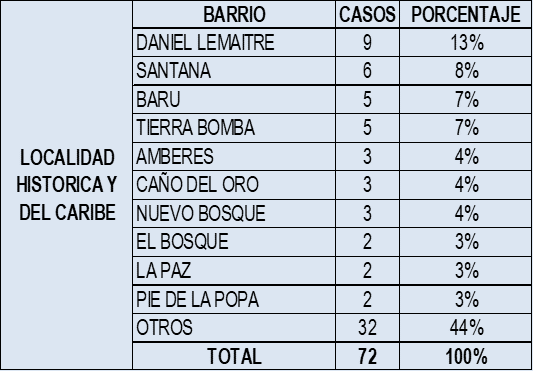 BARRIO CASOS PORCENTAJE
LOCALIDAD HISTORICA Y DEL CARIBE
DANIEL LEMAITRE 9 13%
SANTANA 6 8%
BARU 5 7%
TIERRA BOMBA 5 7%
AMBERES 3 4%
CAÑO DEL ORO 3 4%
NUEVO BOSQUE 3 4%
EL BOSQUE 2 3%
LA PAZ 2 3%
PIE DE LA POPA 2 3%
OTROS 32 44%
TOTAL 72 100%